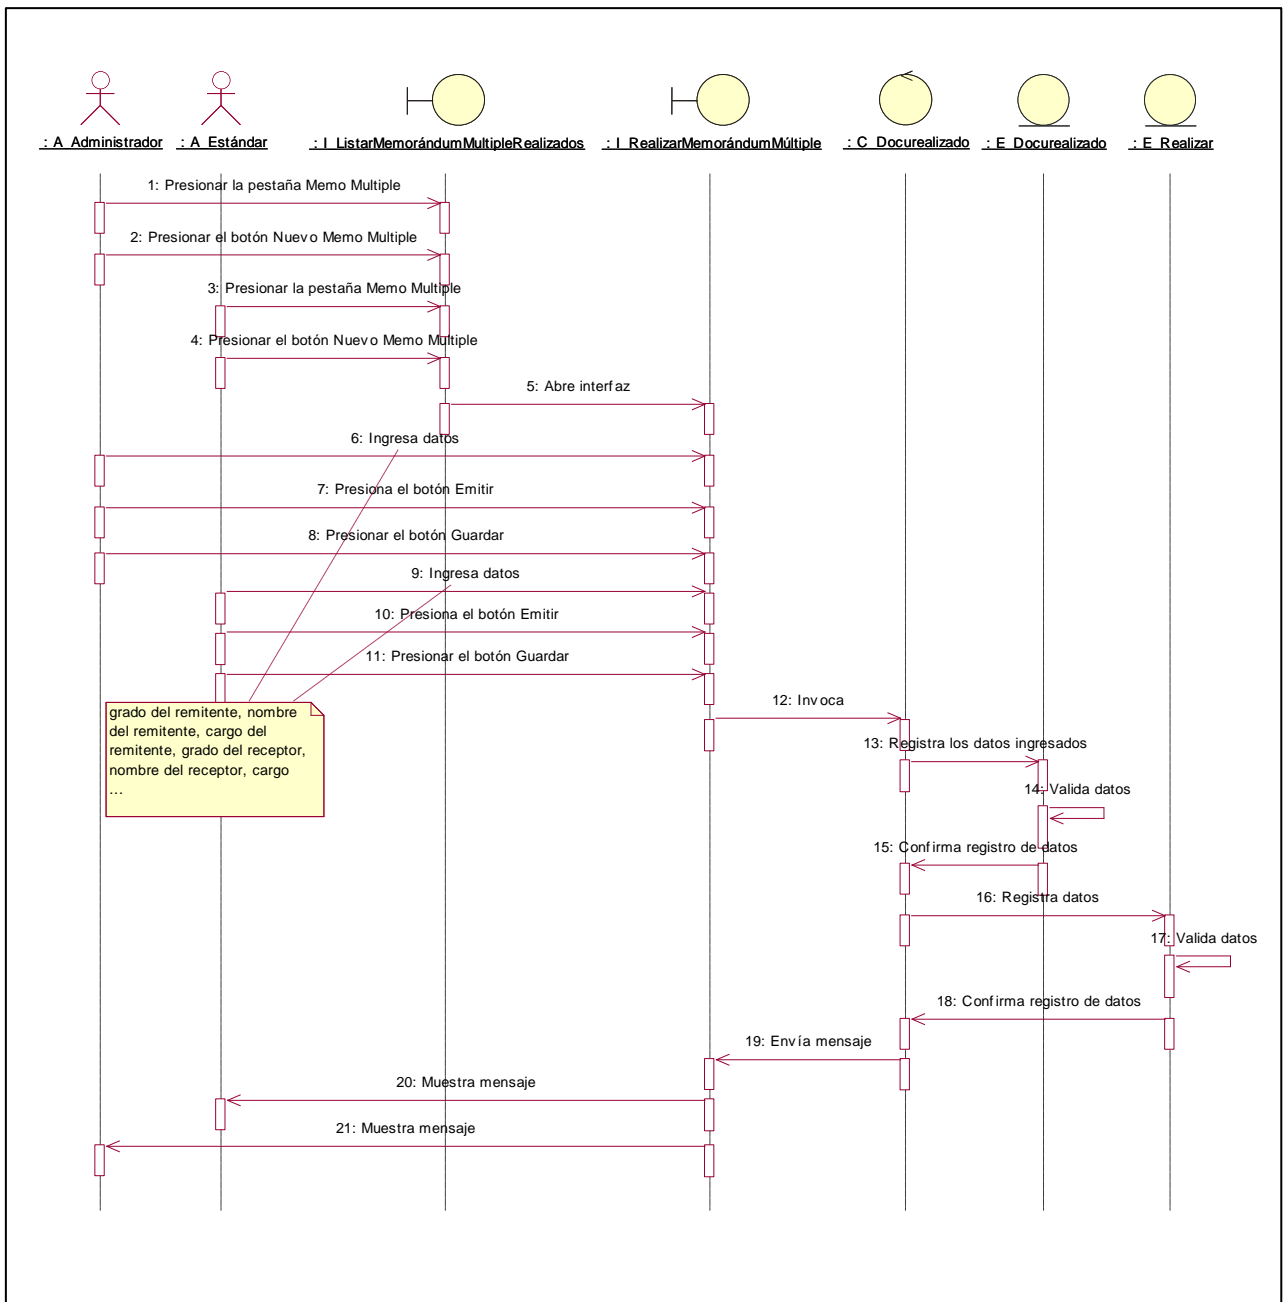 : A_Administrador
: A_Estándar
: I_ListarMemorándumMultipleRealizados
: I_RealizarMemorándumMúltiple
: C_Docurealizado
: E_Docurealizado
: E_Realizar
1: Presionar la pestaña Memo Multiple
2: Presionar el botón Nuevo Memo Multiple
3: Presionar la pestaña Memo Multiple
4: Presionar el botón Nuevo Memo Multiple
5: Abre interfaz
6: Ingresa datos
7: Presiona el botón Emitir
8: Presionar el botón Guardar
9: Ingresa datos
10: Presiona el botón Emitir
11: Presionar el botón Guardar
grado del remitente, nombre
del remitente, cargo del
remitente, grado del receptor,
nombre del receptor, cargo
...
12: Invoca
13: Registra los datos ingresados
14: Valida datos
15: Confirma registro de datos
16: Registra datos
17: Valida datos
18: Confirma registro de datos
19: Envía mensaje
20: Muestra mensaje
21: Muestra mensaje